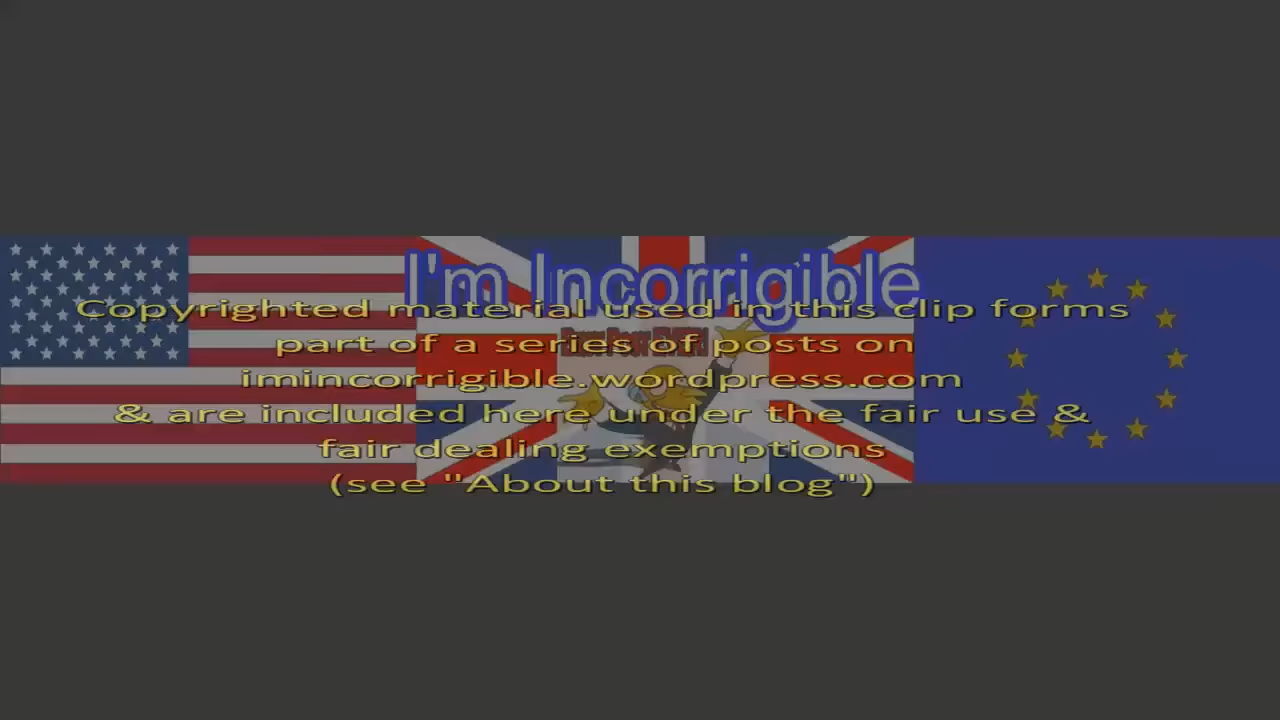 I'm Incorrigible
Copyrighted material used in this clip forms
part of a series of posts on
imincorrigible.wordpress.com
& are included here under the fair use &
fair dealing exemptions
(see "About this blog")